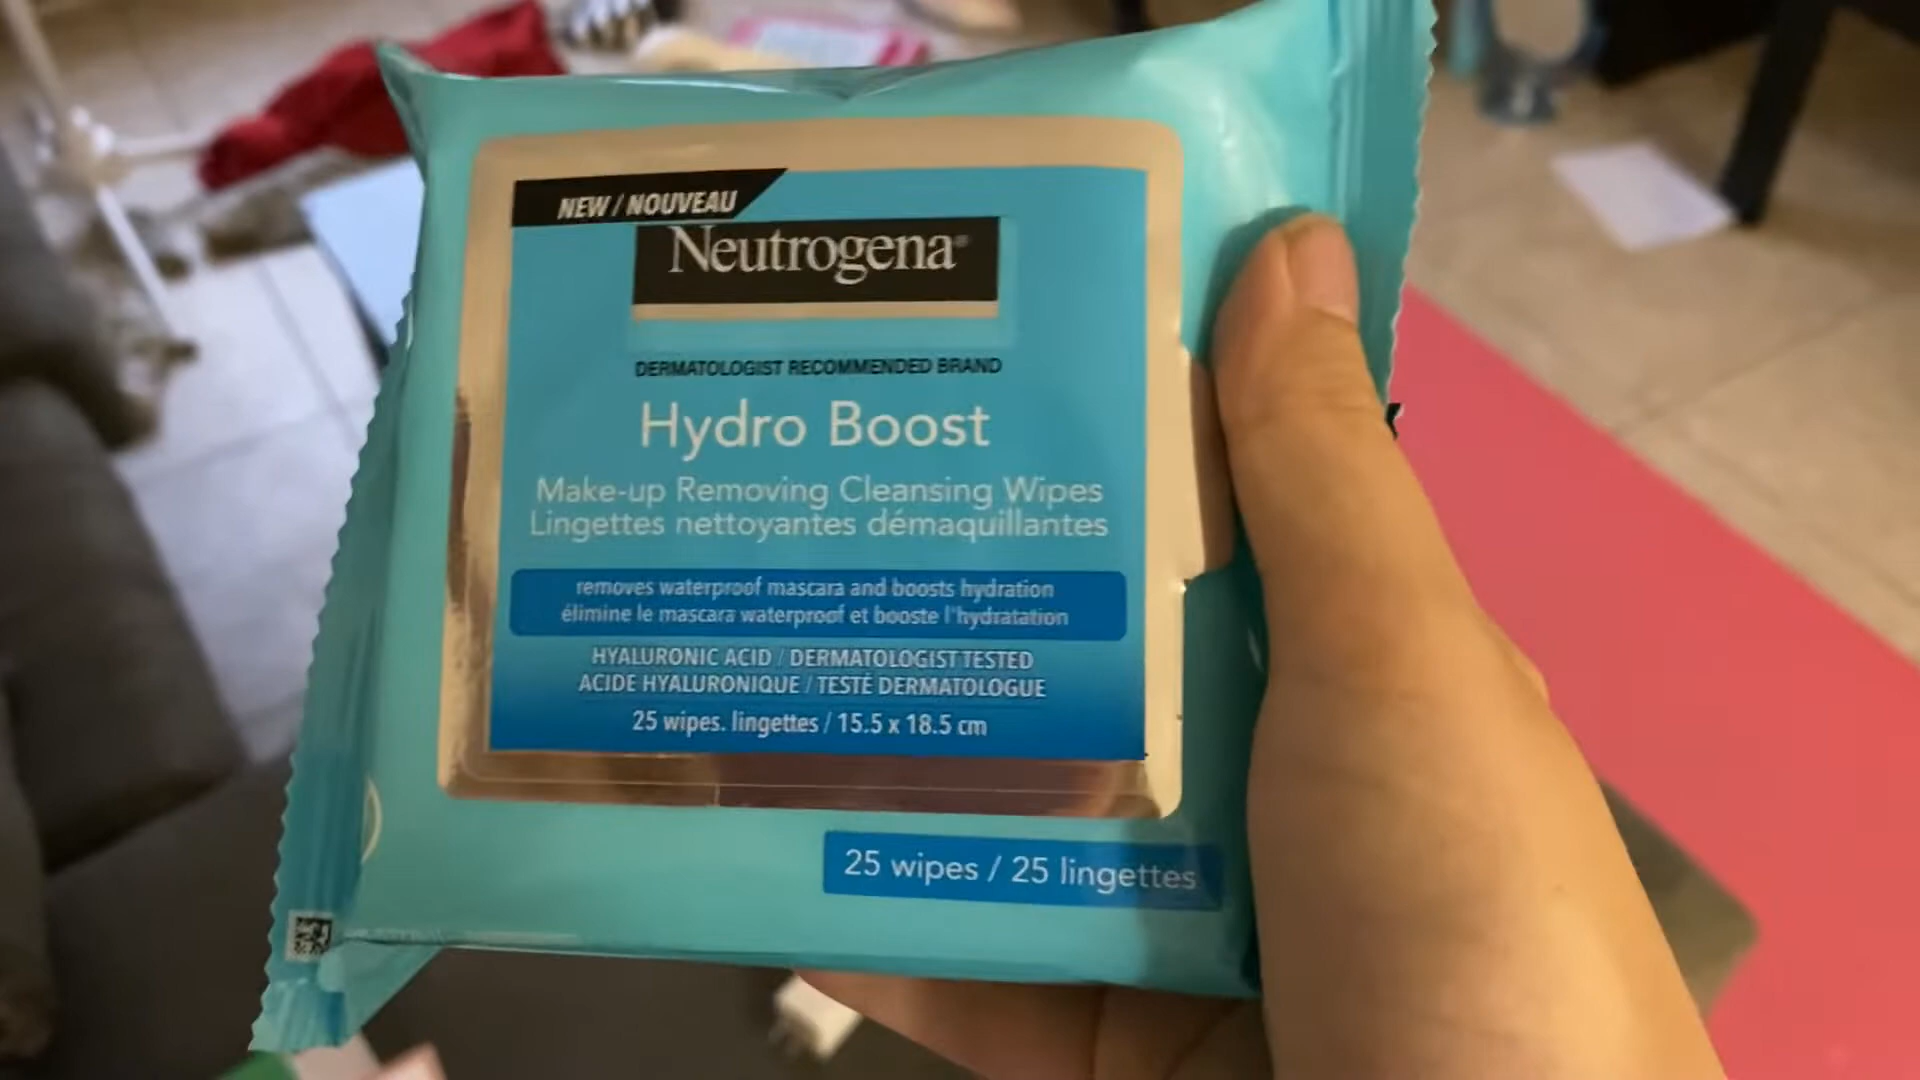 NEW / NOUVEAU
Neutrogena®
DERMATOLOGIST RECOMMENDED BRAND
Hydro Boost
Make-up Removing Cleansing Wipes
Lingettes nettoyantes démaquillantes
removes waterproof mascara and boosts hydration
élimine le mascara waterproof et booste l'hydratation
HYALURONIC ACID / DERMATOLOGIST TESTED
ACIDE HYALURONIQUE / TESTÉ DERMATOLOGUE
25 wipes. lingettes / 15.5 x 18.5 cm
25 wipes / 25 lingettes